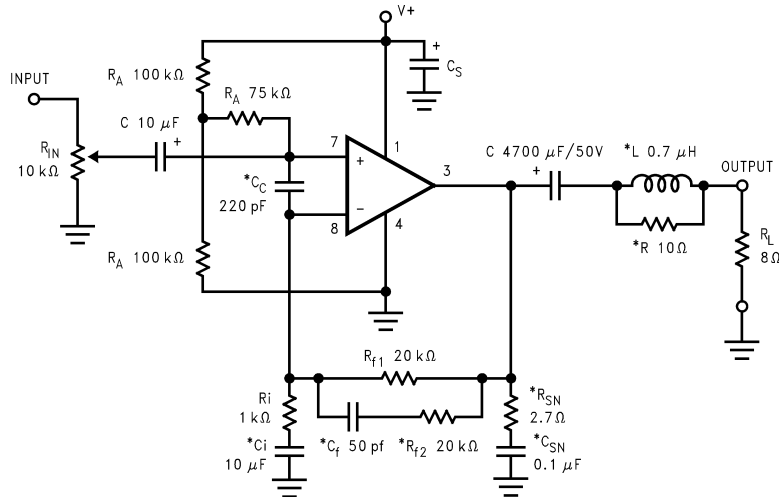 V+
+
C_S
INPUT
R_A 100 kΩ
R_A 75 kΩ
C 10 μF
+
R_IN
10 kΩ
7
1
+
3
*C_C
220 pF
−
8
4
C 4700 μF/50V
+
*L 0.7 μH
OUTPUT
*R 10Ω
R_L
8Ω
R_A 100 kΩ
R_f1 20 kΩ
Ri
1 kΩ
*Ci
10 μF
*C_f 50 pf
*R_f2 20 kΩ
*R_SN
2.7Ω
*C_SN
0.1 μF